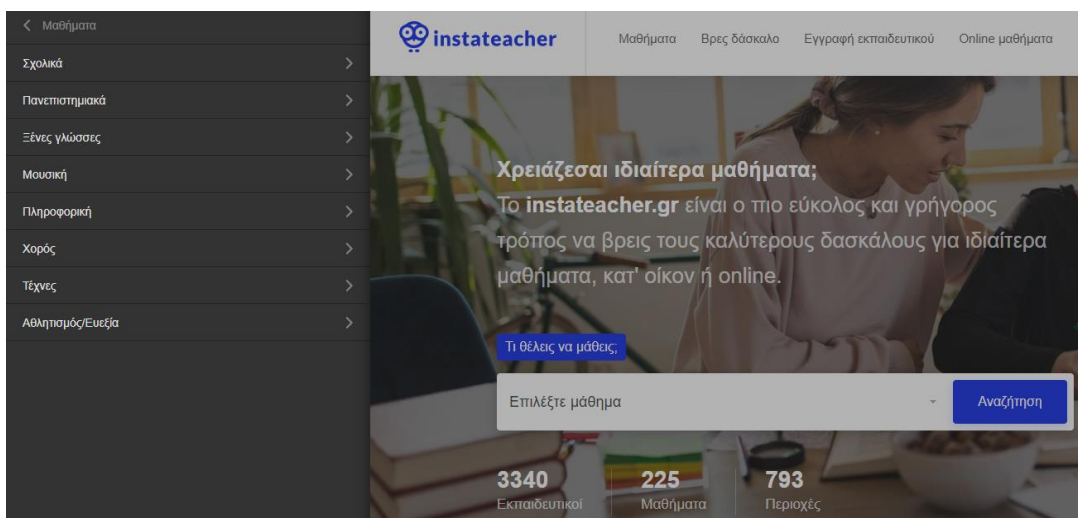 Μαθήματα
Σχολικά
Πανεπιστημιακά
Ξένες γλώσσες
Μουσική
Πληροφορική
Χορός
Τέχνες
Αθλητισμός/Ευεξία
instateacher
Μαθήματα Βρες δάσκαλο Εγγραφή εκπαιδευτικού Online μαθήματα
Χρειάζεσαι ιδιαίτερα μαθήματα;
Το instateacher.gr είναι ο πιο εύκολος και γρήγορος
τρόπος να βρεις τους καλύτερους δασκάλους για ιδιαίτερα
μαθήματα, κατ' οίκον ή online.
Τι θέλεις να μάθεις;
Επιλέξτε μάθημα Αναζήτηση
3340 225 793
Εκπαιδευτικοί Μαθήματα Περιοχές